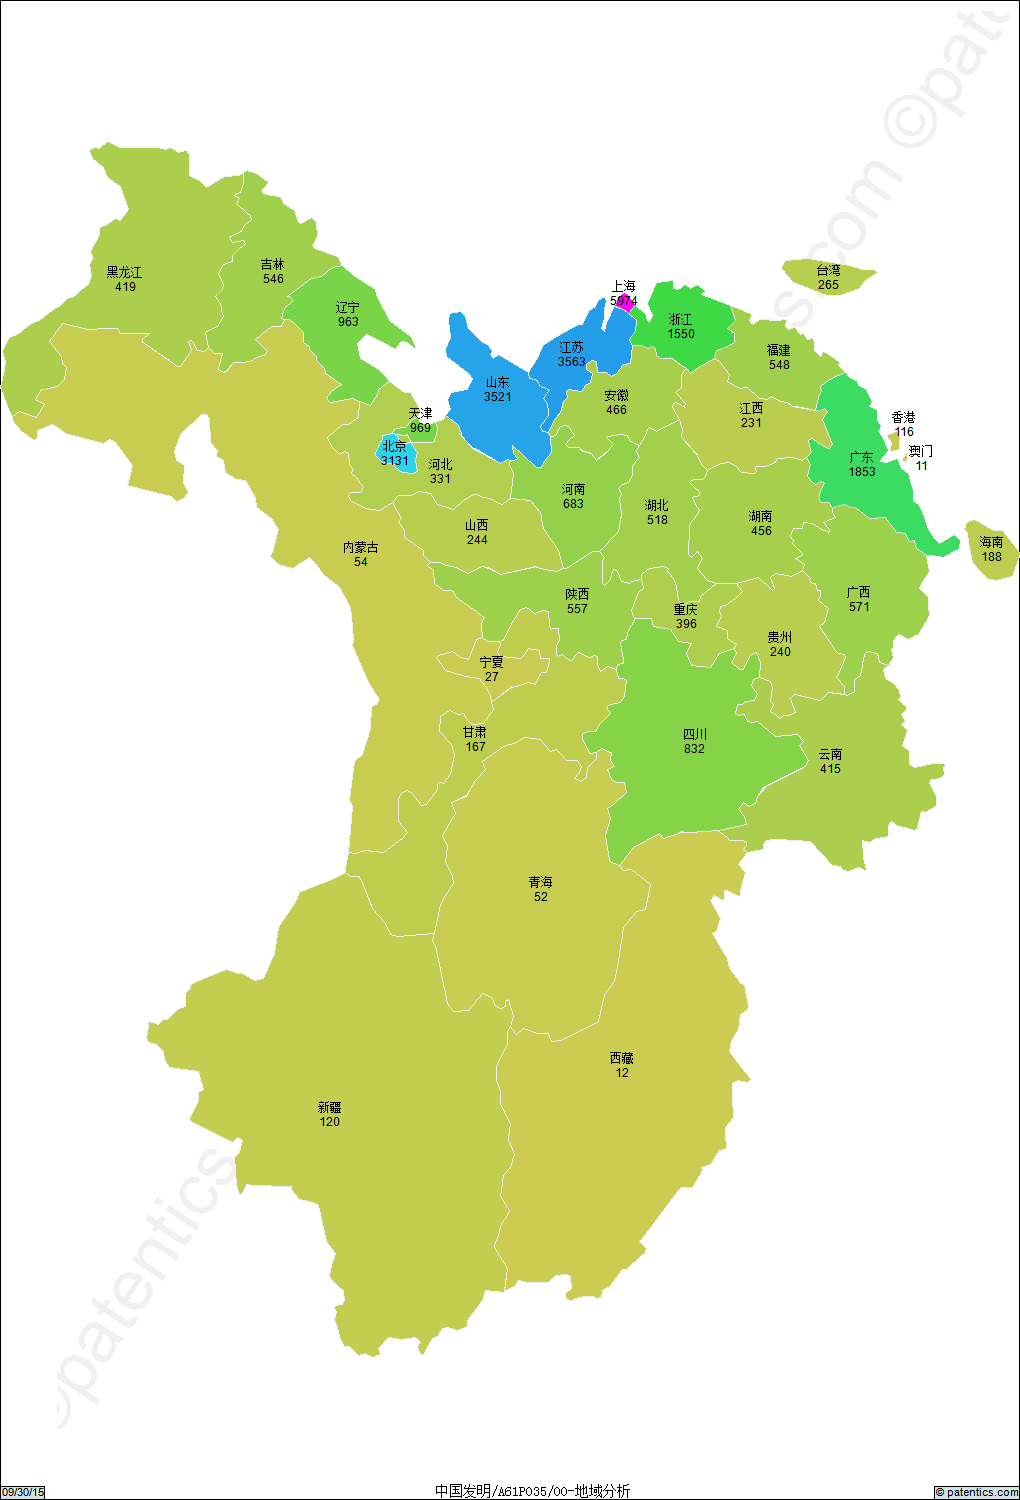 ©patentics.com ©patentics.com
黑龙江
419
吉林
546
辽宁
963
上海
5974
浙江
1550
台湾
265
江苏
3563
山东
3521
福建
548
安徽
466
江西
231
天津
969
香港
116
澳门
11
北京
3131
河北
331
广东
1853
河南
683
湖北
518
湖南
456
山西
244
内蒙古
54
海南
188
陕西
557
重庆
396
广西
571
贵州
240
宁夏
27
甘肃
167
四川
832
云南
415
青海
52
西藏
12
新疆
120
09/30/15
中国发明/A61P035/00-地域分析
© patentics.com